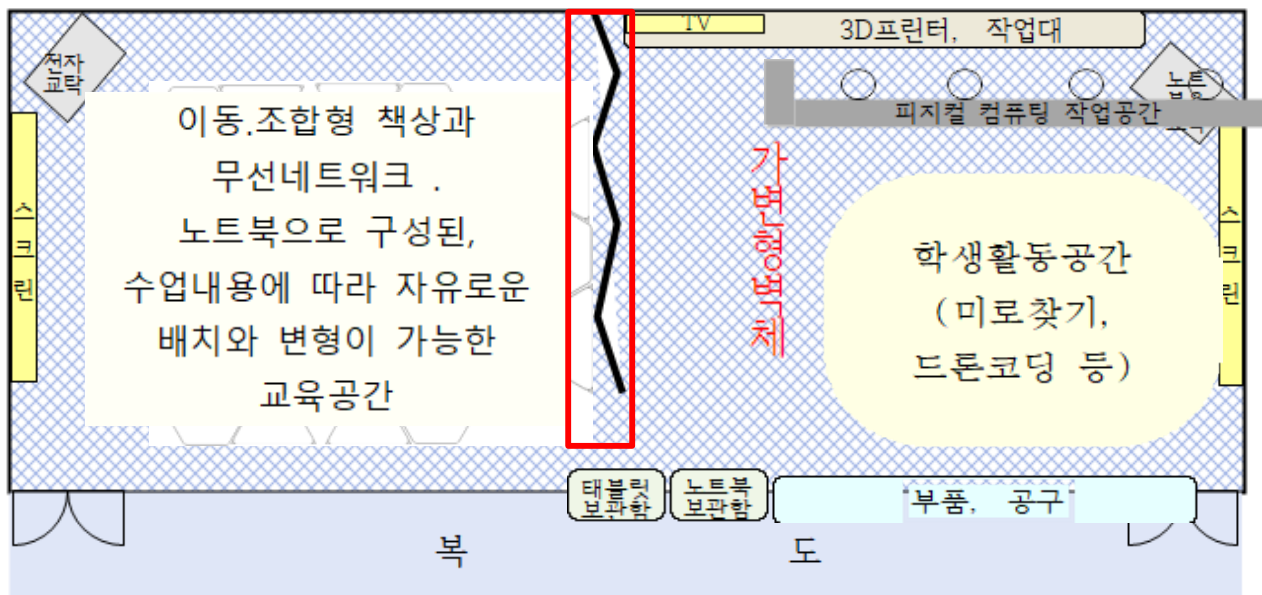 TV
3D프린터, 작업대
전자
교탁
노트
피지컬 컴퓨팅 작업공간
이동.조합형 책상과
무선네트워크 .
노트북으로 구성된,
수업내용에 따라 자유로운
배치와 변형이 가능한
교육공간
스크린
가변형벽체
학생활동공간
(미로찾기,
드론코딩 등)
스크린
태블릿
보관함
노트북
보관함
부품, 공구
복도